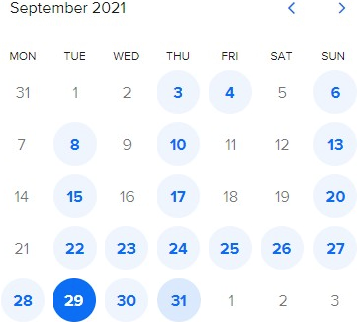 September 2021
MON TUE WED THU FRI SAT SUN
31 1 2 3 4 5 6
7 8 9 10 11 12 13
14 15 16 17 18 19 20
21 22 23 24 25 26 27
28 29 30 31 1 2 3